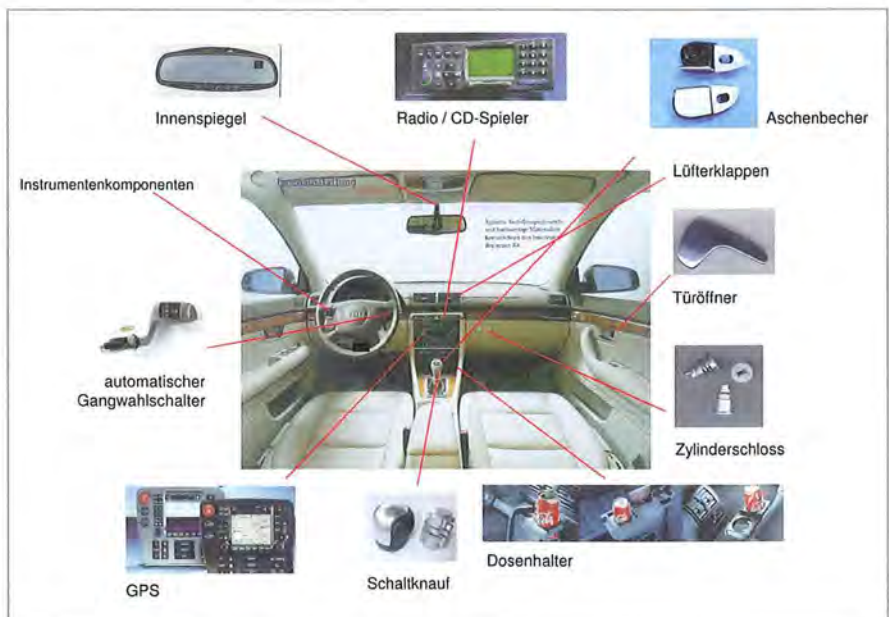 Innenspiegel
Radio / CD-Spieler
Aschenbecher
Instrumentenkomponenten
Lüfterklappen
Türöffner
automatischer
Gangwahlschalter
Zylinderschloss
GPS
Schaltknauf
Dosenhalter